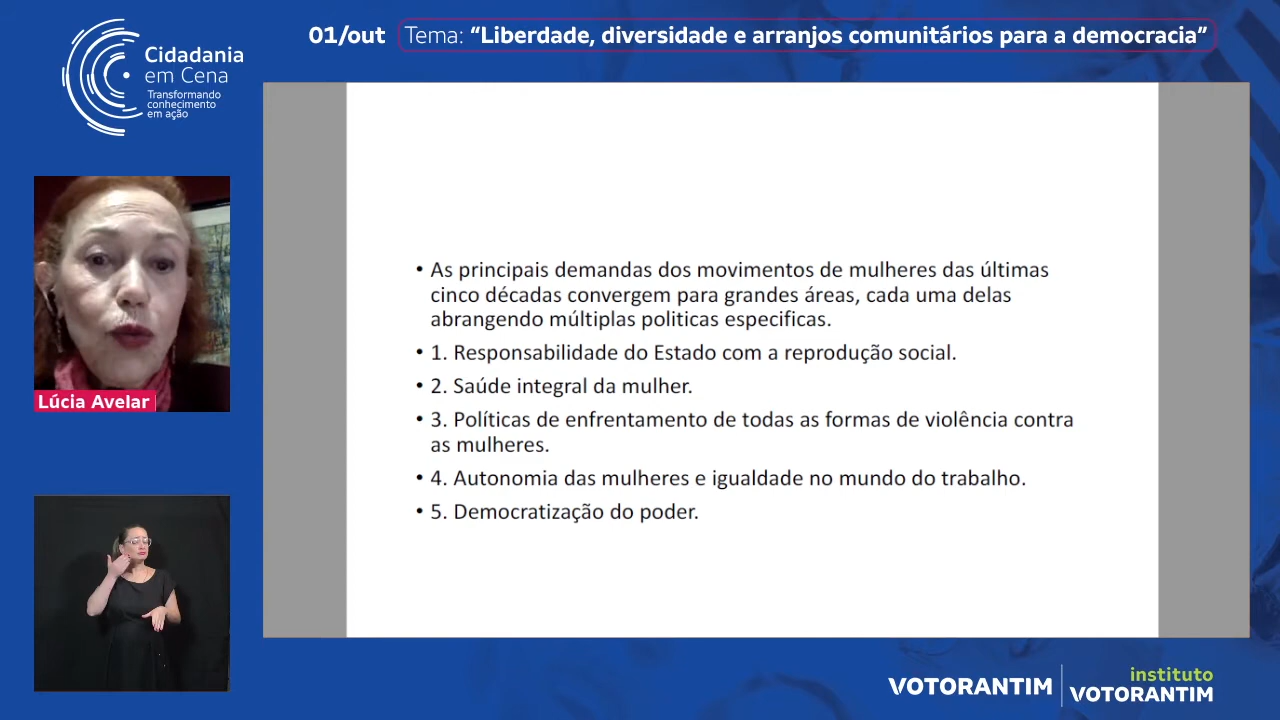 01/out Tema: “Liberdade, diversidade e arranjos comunitários para a democracia”
Cidadania
em Cena
Transformando
conhecimento
em ação
• As principais demandas dos movimentos de mulheres das últimas
cinco décadas convergem para grandes áreas, cada uma delas
abrangendo múltiplas politicas especificas.
• 1. Responsabilidade do Estado com a reprodução social.
• 2. Saúde integral da mulher.
• 3. Políticas de enfrentamento de todas as formas de violência contra
as mulheres.
• 4. Autonomia das mulheres e igualdade no mundo do trabalho.
• 5. Democratização do poder.
Lúcia Avelar
VOTORANTIM
instituto
VOTORANTIM